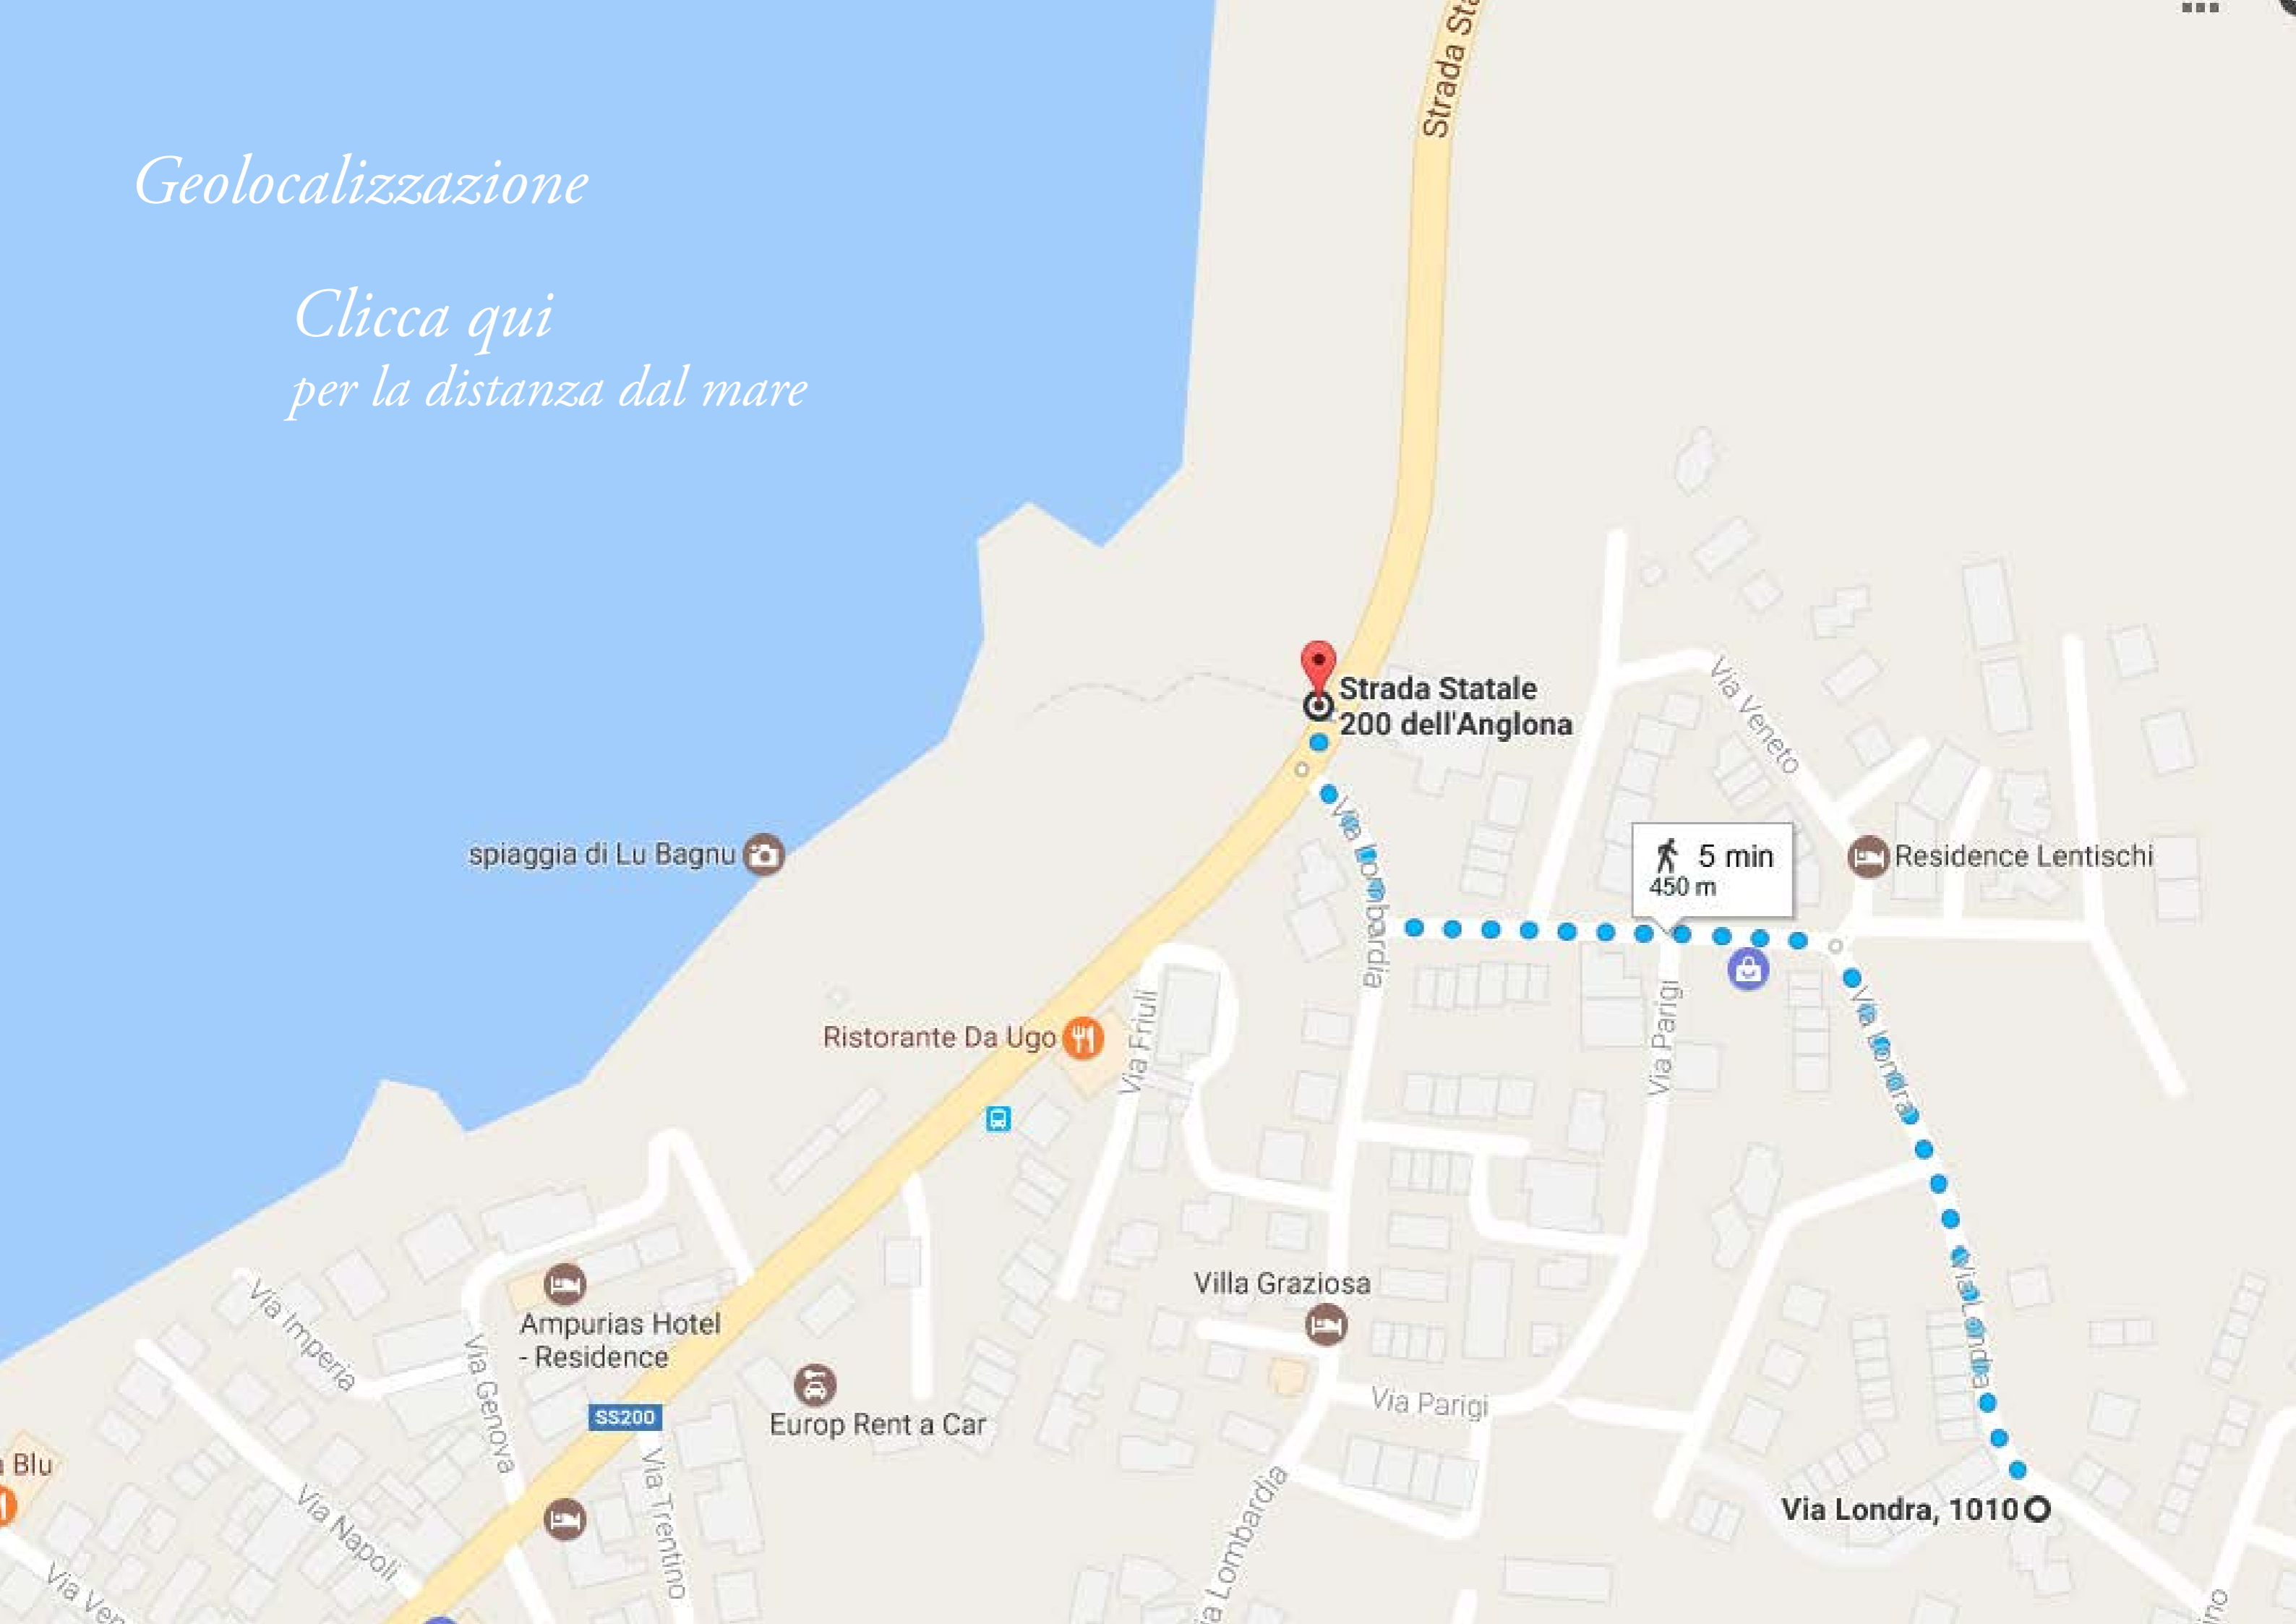 Strada Sta
Geolocalizzazione
Clicca qui
per la distanza dal mare
Strada Statale
200 dell'Anglona
Via Veneto
Via Lombardia
spiaggia di Lu Bagnu
5 min
450 m
Residence Lentischi
Via Londra
Via Friuli
Via Parigi
Ristorante Da Ugo
Via Londra
Villa Graziosa
Via Imperia
Ampurias Hotel
- Residence
Via Genova
Europ Rent a Car
SS200
Via Parigi
Via Trentino
Blu
Via Napoli
ia Lombardia
Via Londra, 1010
Via Ven
no